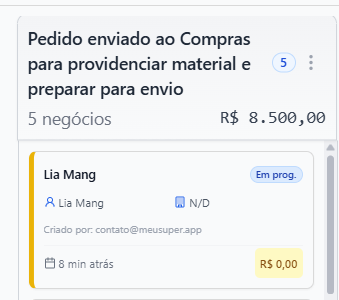 Pedido enviado ao Compras
para providenciar material e
preparar para envio
5
5 negócios
R$ 8.500,00
Lia Mang
Em prog.
Lia Mang
N/D
Criado por: contato@meusuper.app
8 min atrás
R$ 0,00